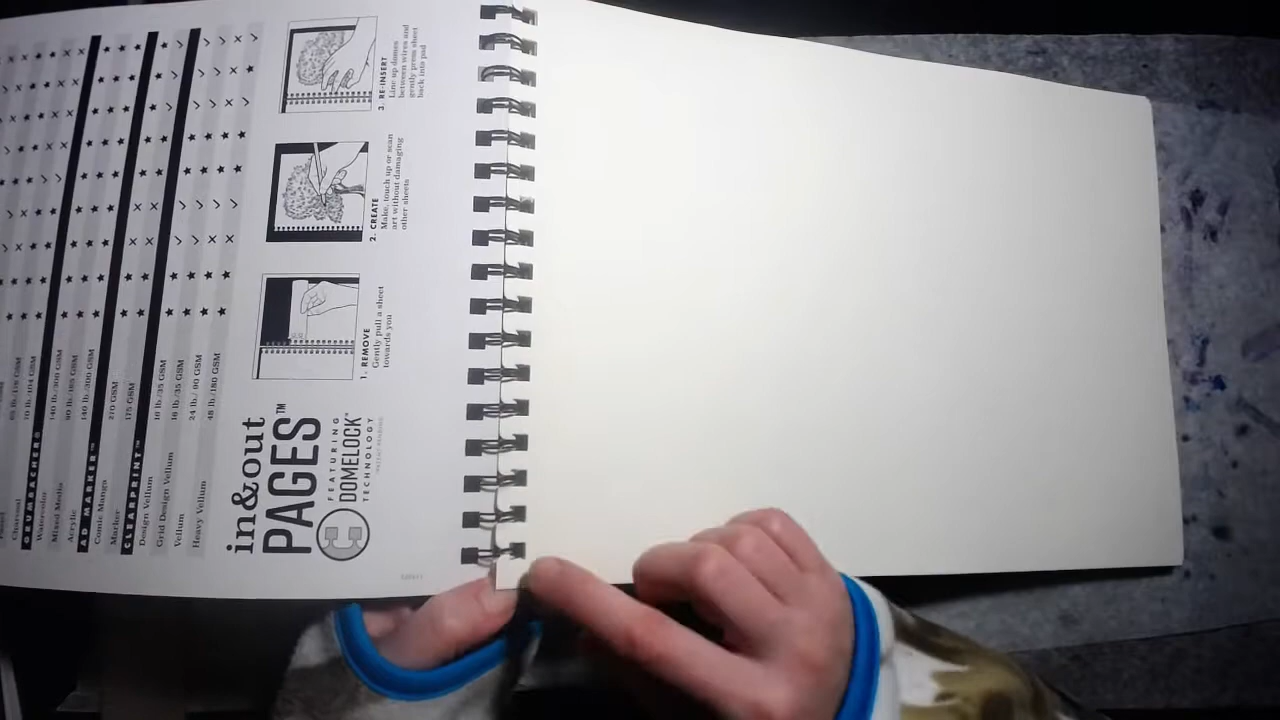 in&out
PAGES™
FEATURING
DOMELOCK®
TECHNOLOGY
1. REMOVE
Gently pull a sheet
towards you
2. CREATE
Make, touch up or scan
art without damaging
other sheets
3. RE-INSERT
Line up domes
between wires and
gently press sheet
back into pad
Charcoal
GRUMBACHER®
Watercolor 140 lb./300 GSM
Mixed Media 90 lb./165 GSM
Acrylic 140 lb./300 GSM
AD MARKER™
Comic Manga 270 GSM
Marker 175 GSM
CLEARPRINT™
Design Vellum 16 lb./35 GSM
Grid Design Vellum 16 lb./35 GSM
Vellum 24 lb./ 90 GSM
Heavy Vellum 48 lb./180 GSM